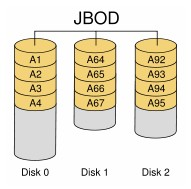 JBOD
A1 A64 A92
A2 A65 A93
A3 A66 A94
A4 A67 A95
Disk 0 Disk 1 Disk 2